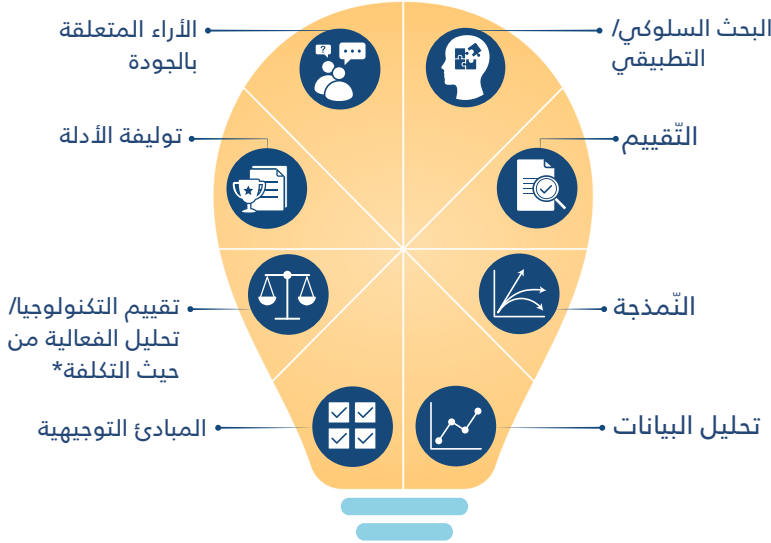 البحث السلوكي/
التطبيقي
التّقييم
النّمذجة
تحليل البيانات
الأراء المتعلقة
بالجودة
توليفة الأدلة
تقييم التكنولوجيا/
تحليل الفعالية من
حيث التكلفة*
المبادئ التوجيهية
?